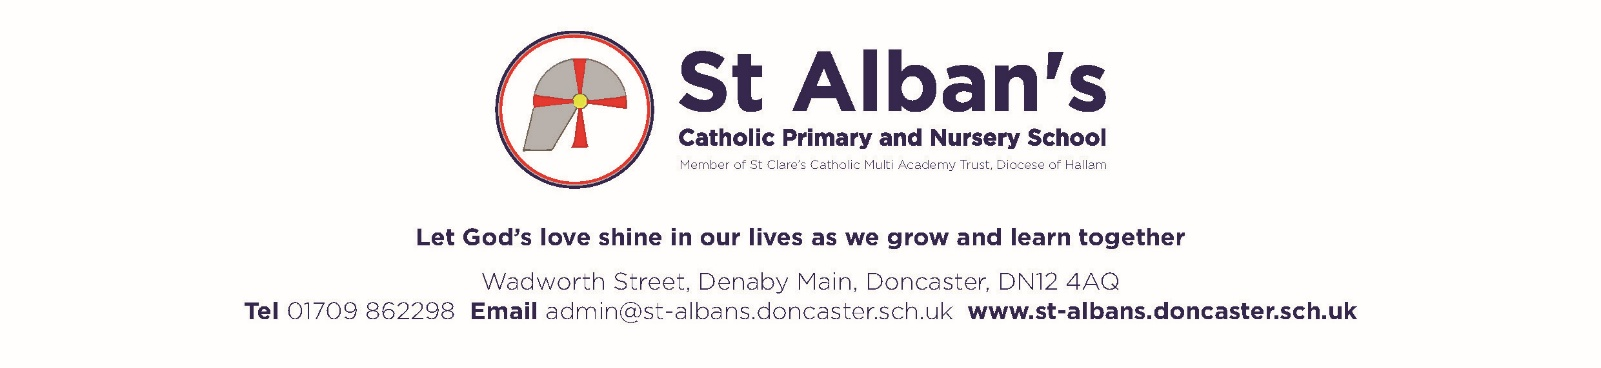 St Alban's
Catholic Primary and Nursery School
Member of St Clare's Catholic Multi Academy Trust, Diocese of Hallam
Let God's love shine in our lives as we grow and learn together
Wadworth Street, Denaby Main, Doncaster, DN12 4AQ
Tel 01709 862298 Email admin@st-albans.doncaster.sch.uk www.st-albans.doncaster.sch.uk